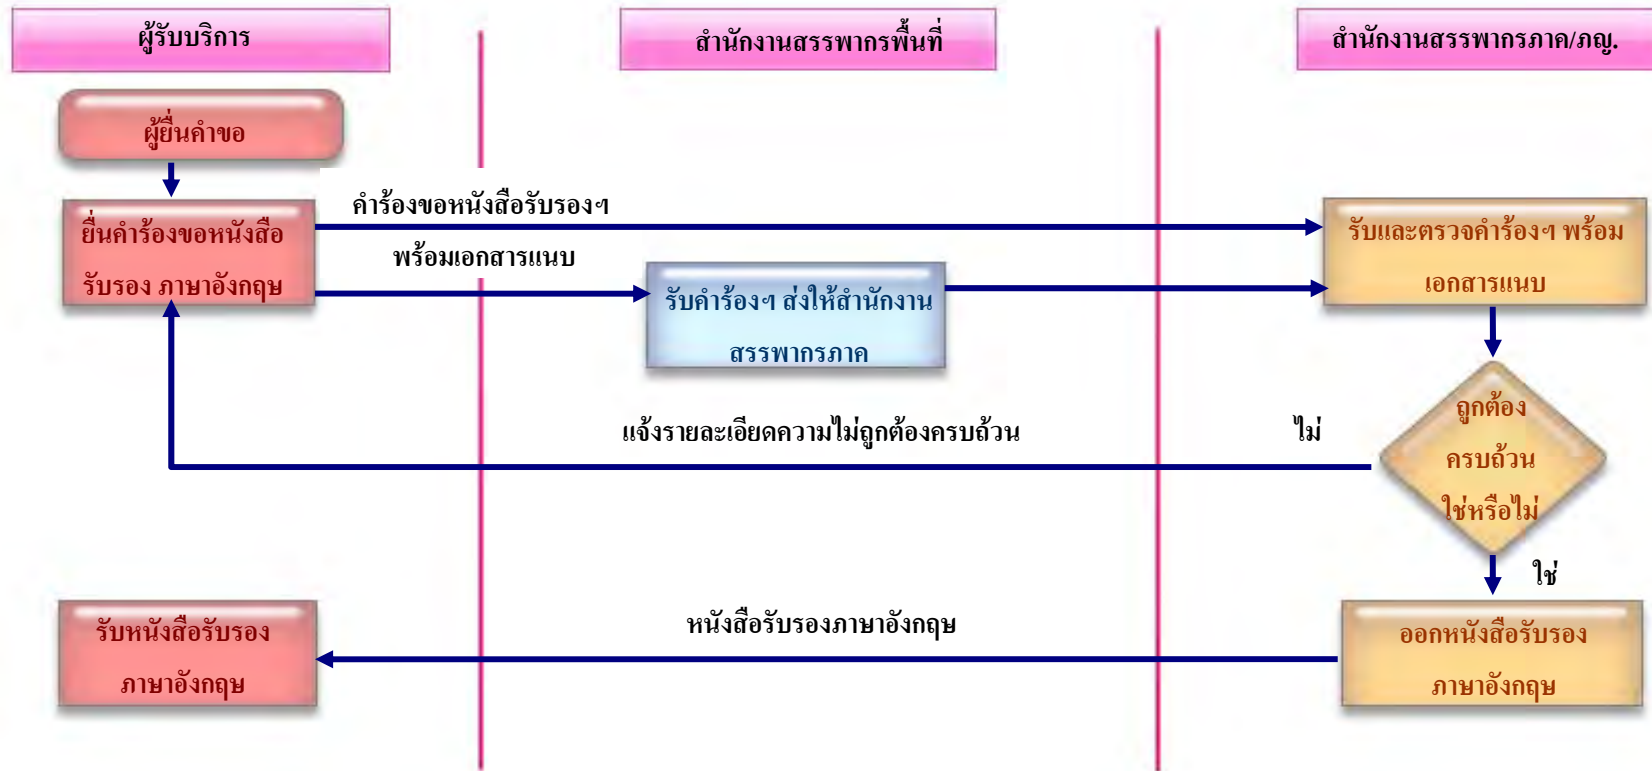 ผู้รับบริการ
สำนักงานสรรพากรพื้นที่
สำนักงานสรรพากรภาค/ภญ.
ผู้ยื่นคำขอ
คำร้องขอหนังสือรับรองฯ
พร้อมเอกสารแนบ
ยื่นคำร้องขอหนังสือ
รับรอง ภาษาอังกฤษ
รับคำร้องฯ ส่งให้สำนักงาน
สรรพากรภาค
รับและตรวจคำร้องฯ พร้อม
เอกสารแนบ
ถูกต้อง
ครบถ้วน
ใช่หรือไม่
ไม่
แจ้งรายละเอียดความไม่ถูกต้องครบถ้วน
ใช่
ออกหนังสือรับรอง
ภาษาอังกฤษ
หนังสือรับรองภาษาอังกฤษ
รับหนังสือรับรอง
ภาษาอังกฤษ